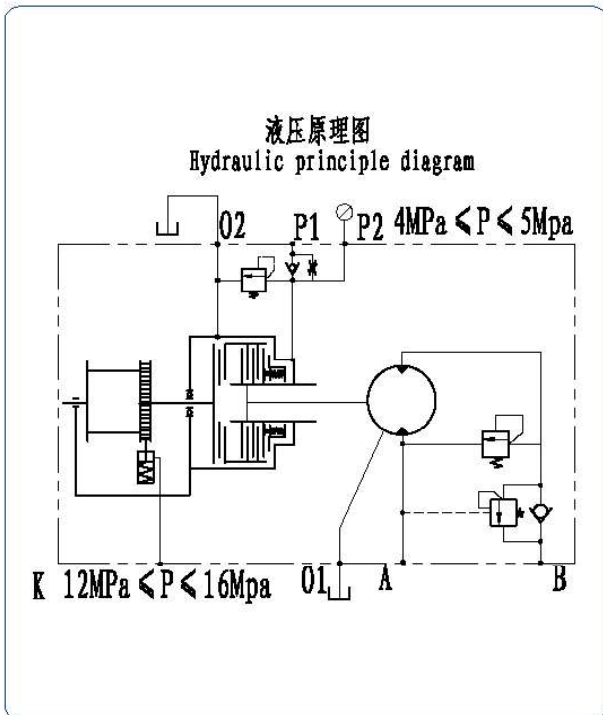 液压原理图
Hydraulic principle diagram
O2 P1 P2 4MPa ≤ P ≤ 5Mpa
K 12MPa ≤ P ≤ 16Mpa O1 A B